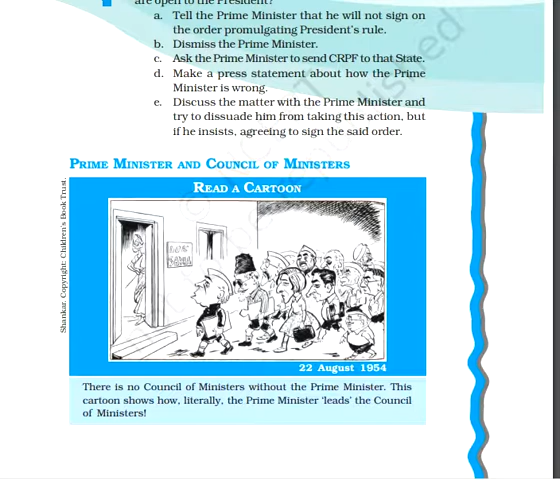 are open to the President?
a. Tell the Prime Minister that he will not sign on
the order promulgating President's rule.
b. Dismiss the Prime Minister.
c. Ask the Prime Minister to send CRPF to that State.
d. Make a press statement about how the Prime
Minister is wrong.
e. Discuss the matter with the Prime Minister and
try to dissuade him from taking this action, but
if he insists, agreeing to sign the said order.
PRIME MINISTER AND COUNCIL OF MINISTERS
READ A CARTOON
Shankar. Copyright: Children's Book Trust.
22 August 1954
There is no Council of Ministers without the Prime Minister. This
cartoon shows how, literally, the Prime Minister 'leads' the Council
of Ministers!